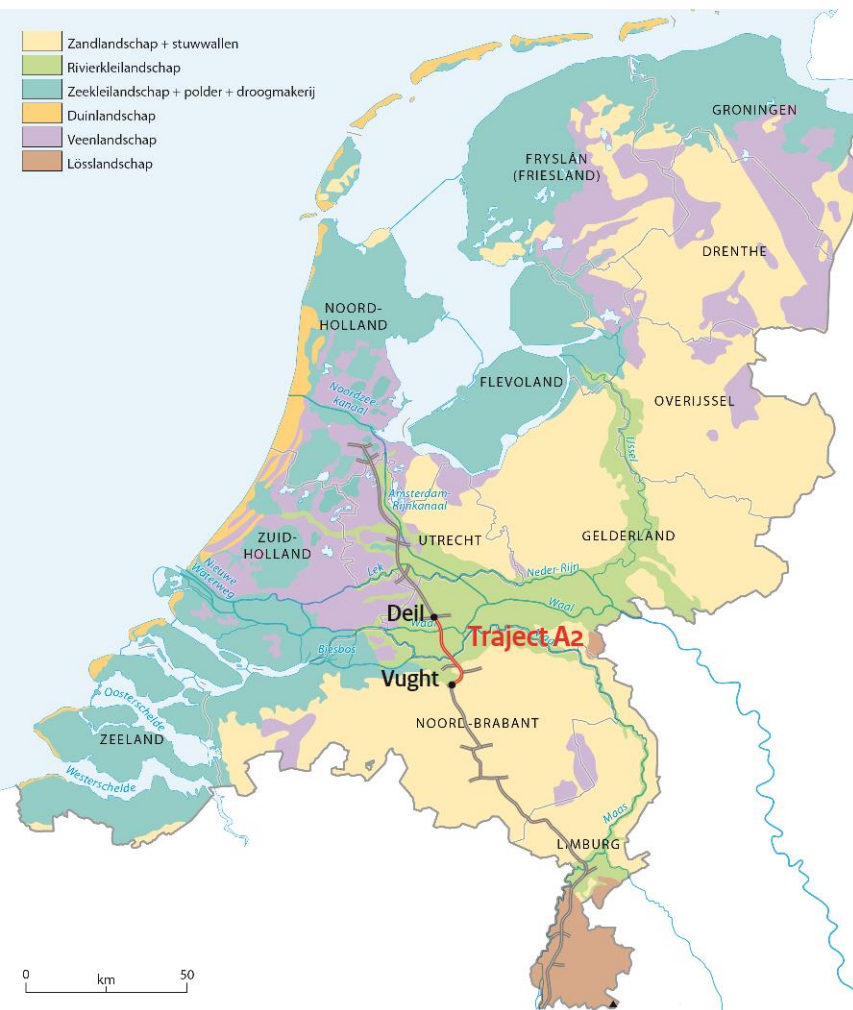 Zandlandschap + stuwwallen
Rivierkleilandschap
Zeekleilandschap + polder + droogmakerij
Duinlandschap
Veenlandschap
Lösslandschap
GRONINGEN
FRYSLÂN
(FRIESLAND)
DRENTHE
NOORD-
HOLLAND
FLEVOLAND
OVERIJSSEL
Noordzee-
kanaal
IJssel
Amsterdam-
Rijnkanaal
UTRECHT
GELDERLAND
ZUID-
HOLLAND
Nieuwe
Waterweg
Lek
Neder-Rijn
Waal
Deil
Waal
Traject A2
Biesbos
Vught
NOORD-BRABANT
Oosterschelde
ZEELAND
Westerschelde
Maas
LIMBURG
0 km 50